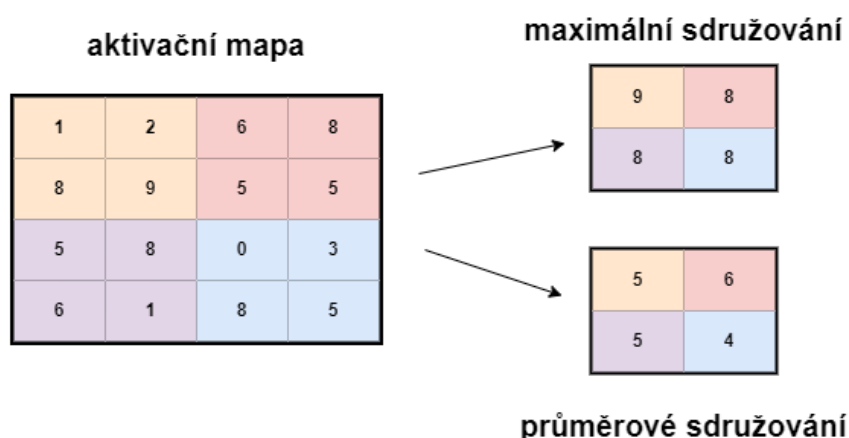 aktivační mapa
maximální sdružování
1 2 6 8
8 9 5 5
5 8 0 3
6 1 8 5
9 8
8 8
5 6
5 4
průměrové sdružování